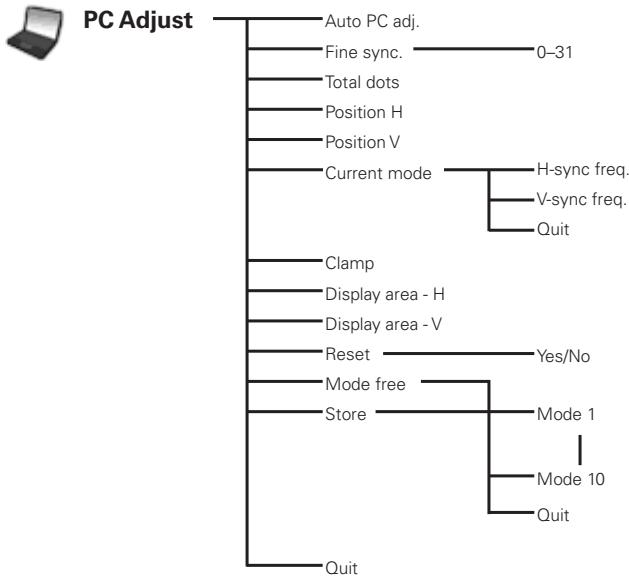 PC Adjust
Auto PC adj.
Fine sync.
0–31
Total dots
Position H
Position V
Current mode
H-sync freq.
V-sync freq.
Quit
Clamp
Display area - H
Display area - V
Reset
Yes/No
Mode free
Store
Mode 1
Mode 10
Quit
Quit